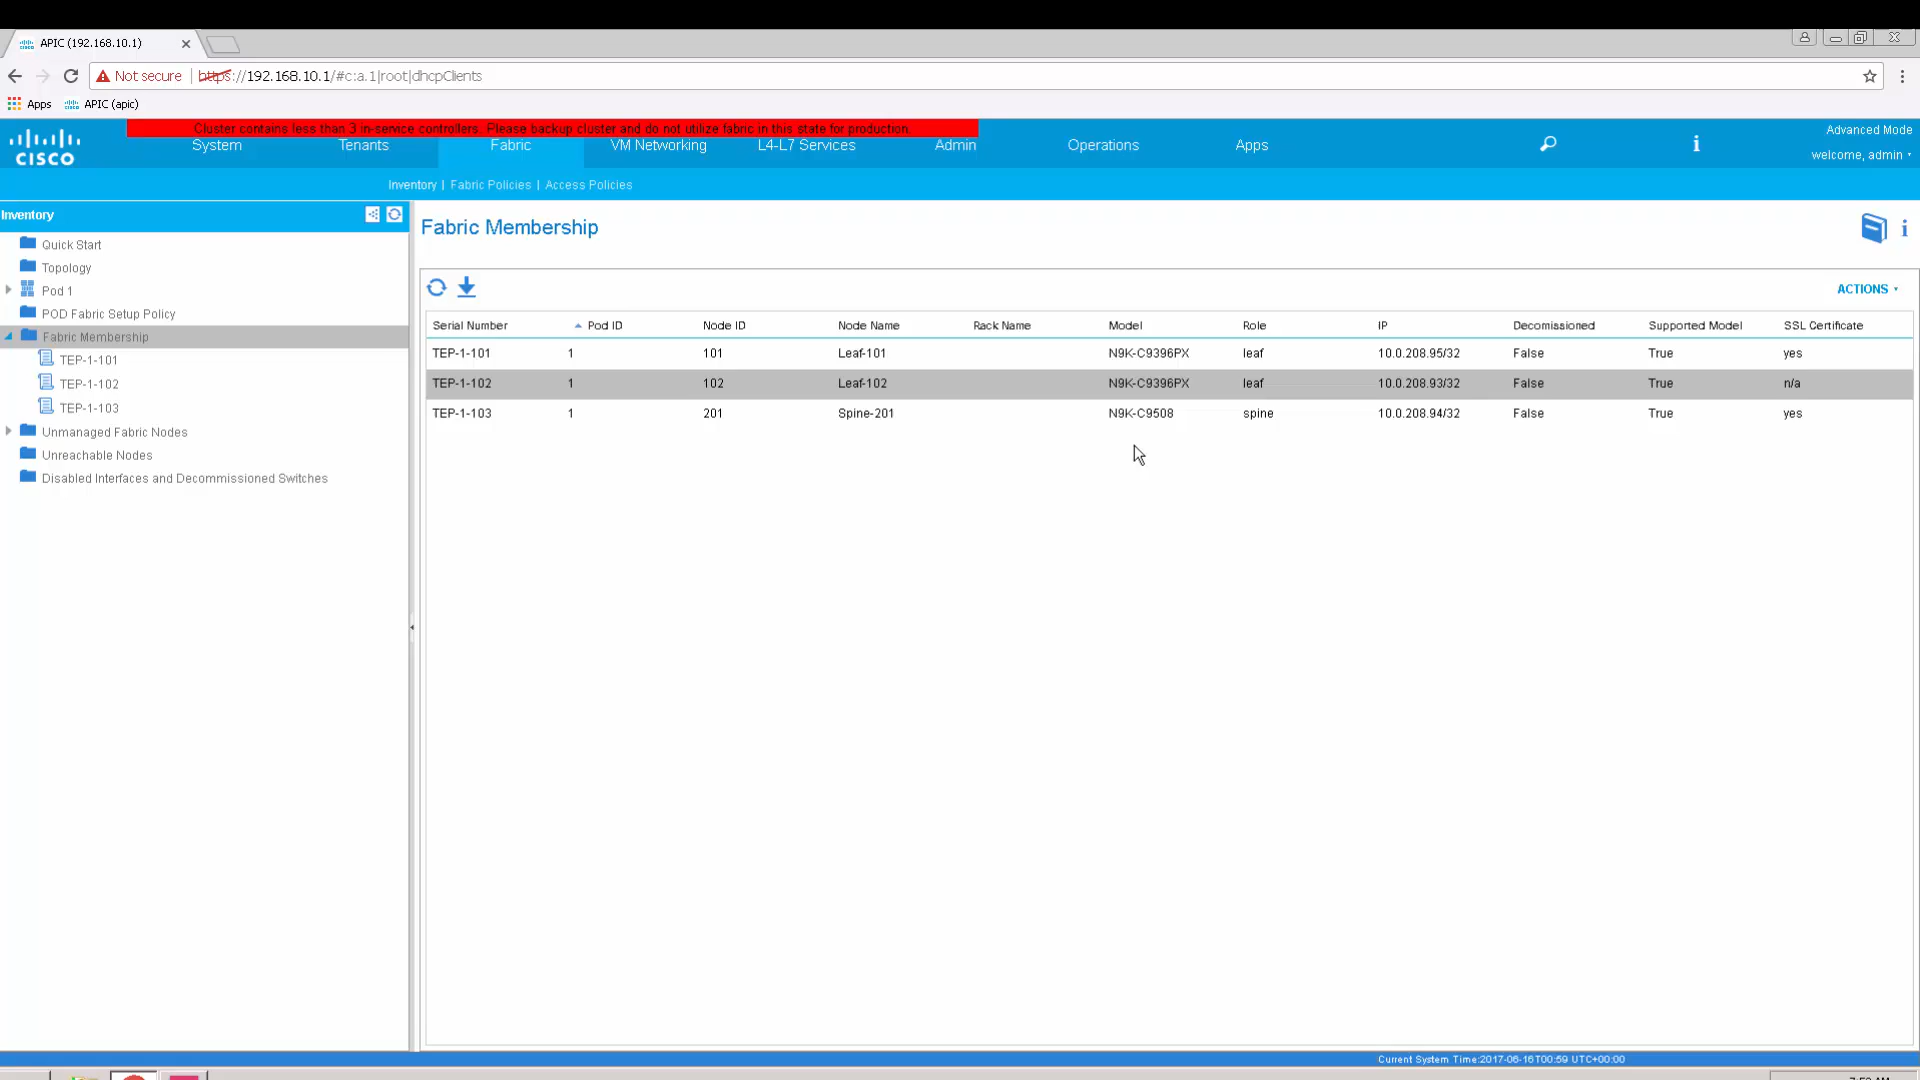 APIC (192.168.10.1)
Not secure | https://192.168.10.1/#c:a.1|root|dhcpClients
Apps APIC (apic)
Cluster contains less than 3 in-service controllers. Please backup cluster and do not utilize fabric in this state for production.
CISCO System Tenants Fabric VM Networking L4-L7 Services Admin Operations Apps i
Advanced Mode
welcome, admin
Inventory | Fabric Policies | Access Policies
Inventory
Quick Start
Topology
Pod 1
POD Fabric Setup Policy
Fabric Membership
TEP-1-101
TEP-1-102
TEP-1-103
Unmanaged Fabric Nodes
Unreachable Nodes
Disabled Interfaces and Decommissioned Switches
Fabric Membership i
ACTIONS
Serial Number Pod ID Node ID Node Name Rack Name Model Role IP Decomissioned Supported Model SSL Certificate
TEP-1-101 1 101 Leaf-101 N9K-C9396PX leaf 10.0.208.95/32 False True yes
TEP-1-102 1 102 Leaf-102 N9K-C9396PX leaf 10.0.208.93/32 False True n/a
TEP-1-103 1 201 Spine-201 N9K-C9508 spine 10.0.208.94/32 False True yes
Current System Time:2017-06-16T00:59 UTC+00:00